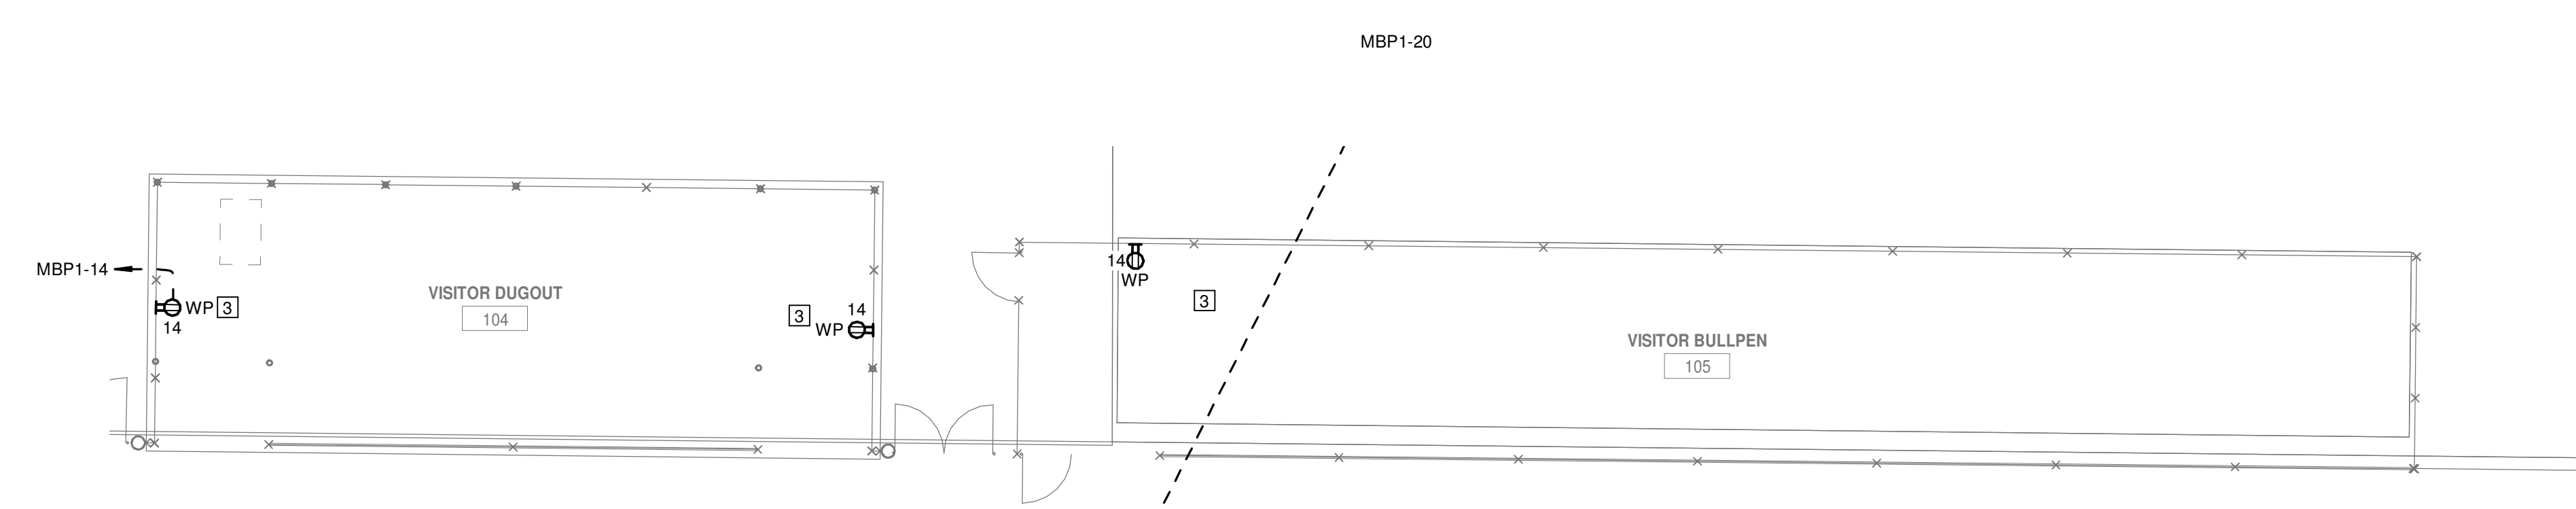 MBP1-20
MBP1-14
WP 3
14
VISITOR DUGOUT
104
3
14
WP
14
WP
3
VISITOR BULLPEN
105